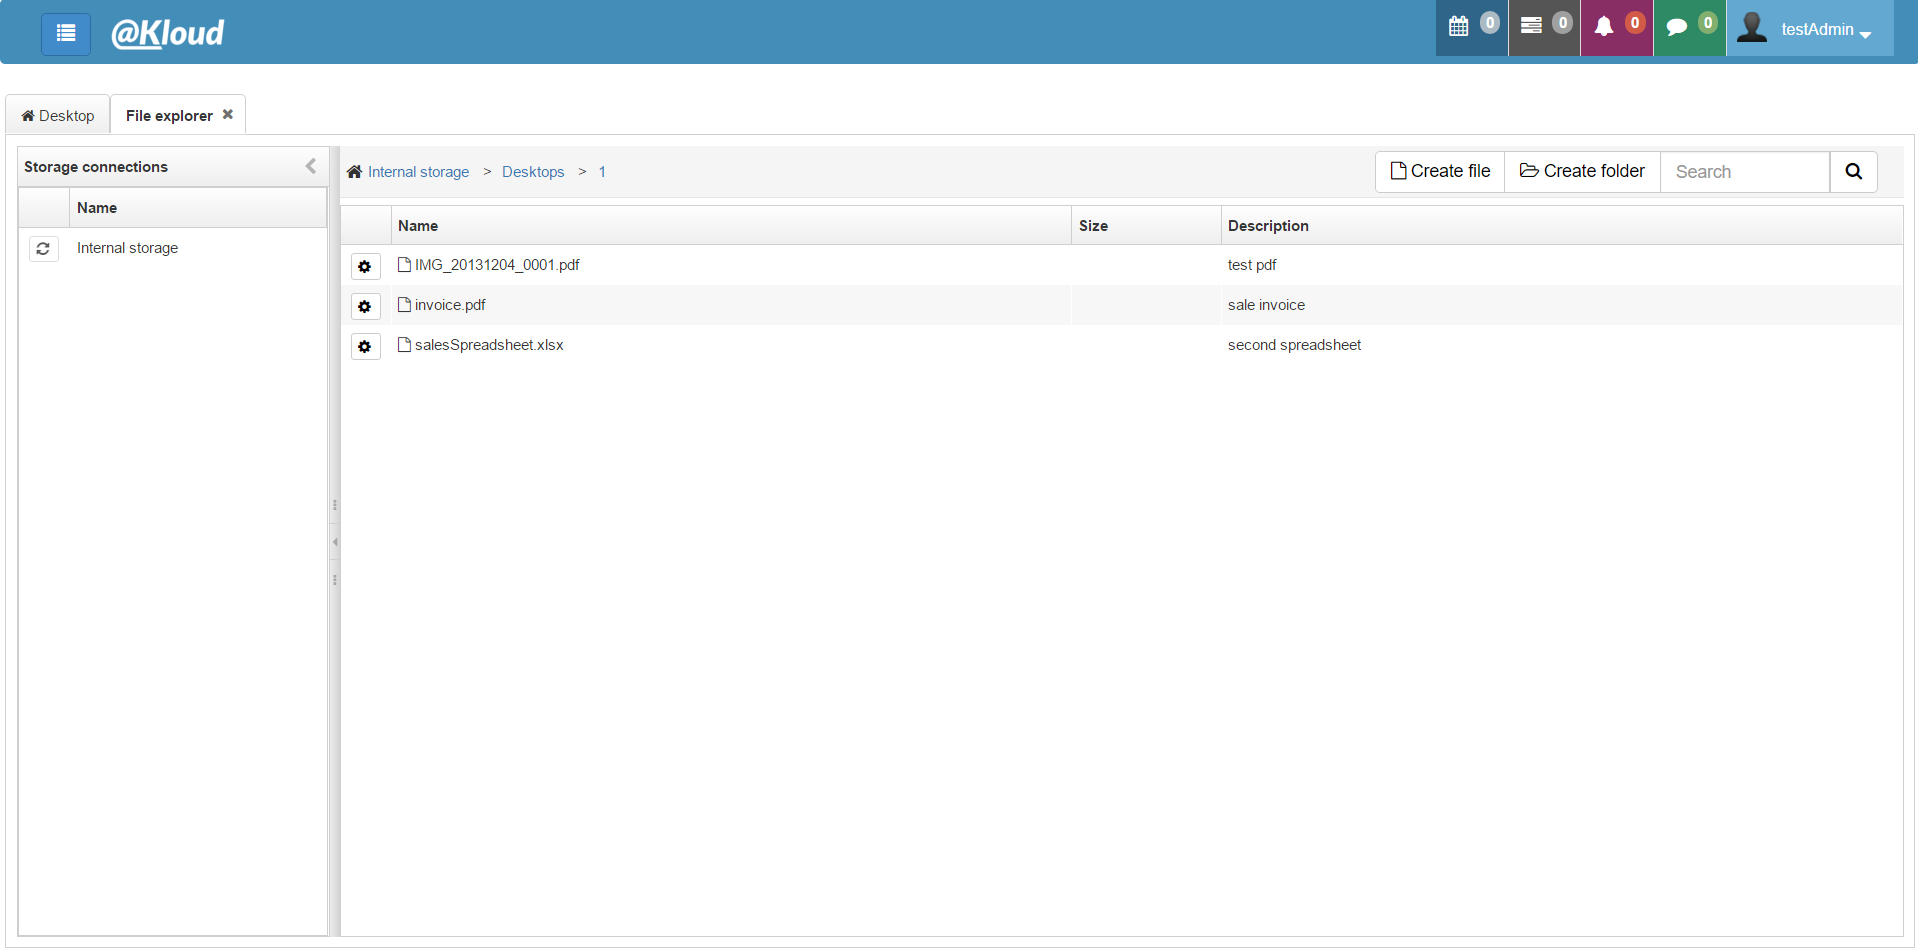 @Kloud
0
0
0
0
testAdmin
Desktop
File explorer
Storage connections
Name
Internal storage
Internal storage > Desktops > 1
Create file
Create folder
Search
Name Size Description
IMG_20131204_0001.pdf test pdf
invoice.pdf sale invoice
salesSpreadsheet.xlsx second spreadsheet